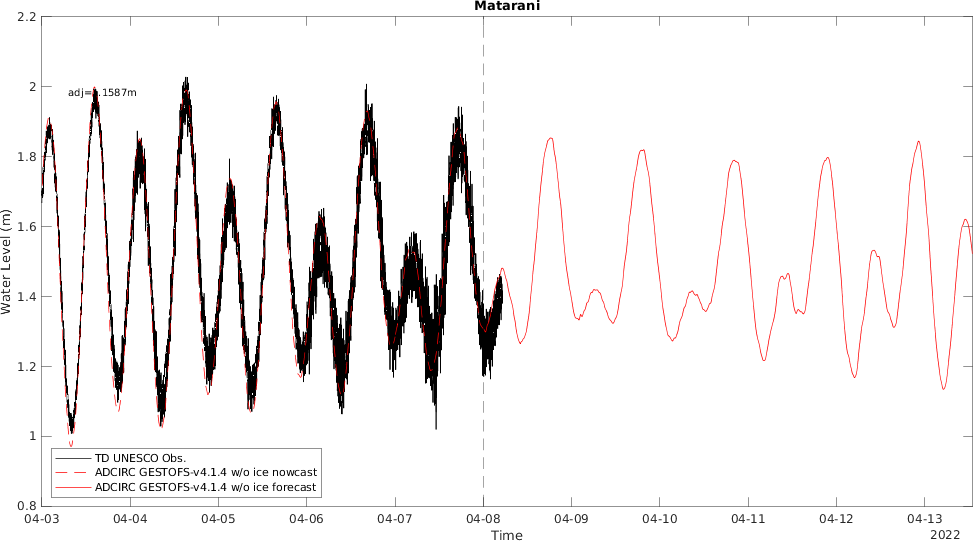 Matarani
2.2
2
1.8
1.6
1.4
1.2
1
0.8
Water Level (m)
TD UNESCO Obs.
ADCIRC GESTOFS-v4.1.4 w/o ice nowcast
ADCIRC GESTOFS-v4.1.4 w/o ice forecast
04-03 04-04 04-05 04-06 04-07 04-08 04-09 04-10 04-11 04-12 04-13
Time
2022